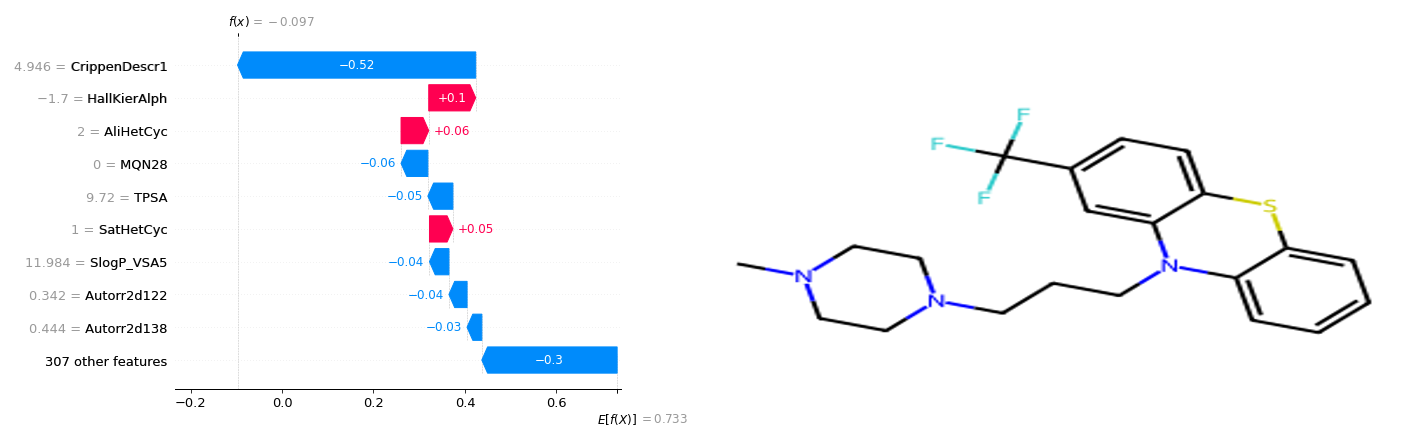 f(x) = −0.097
4.946 = CrippenDescr1
−0.52
−1.7 = HallKierAlph
+0.1
2 = AliHetCyc
+0.06
0 = MQN28
−0.06
9.72 = TPSA
−0.05
1 = SatHetCyc
+0.05
11.984 = SlogP_VSA5
−0.04
0.342 = Autorr2d122
−0.04
0.444 = Autorr2d138
−0.03
307 other features
−0.3
−0.2 0.0 0.2 0.4 0.6
E[f(X)] = 0.733
F
F
F
S
N
N
N